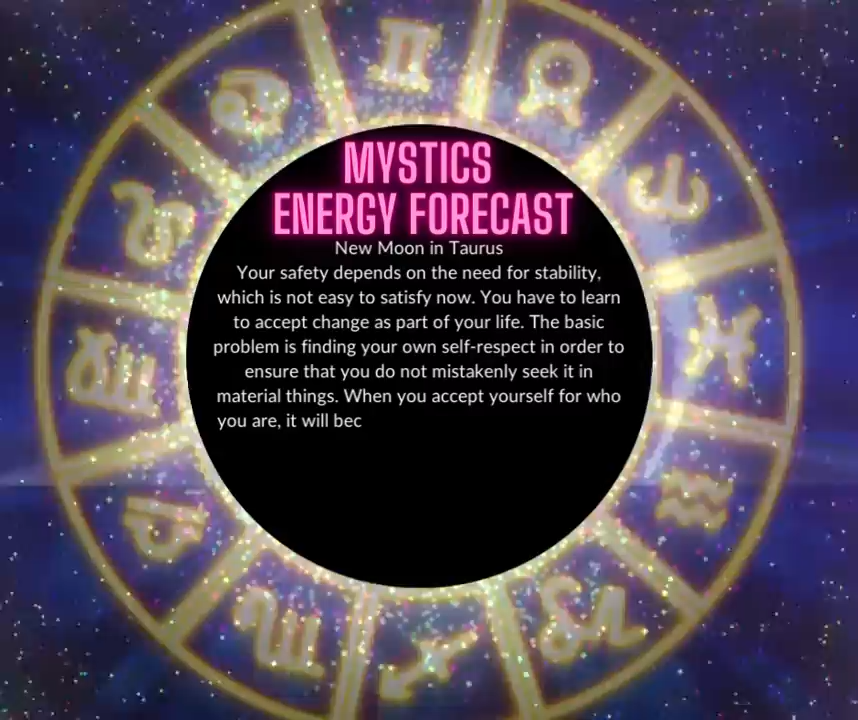 MYSTICS
ENERGY FORECAST
New Moon in Taurus
Your safety depends on the need for stability,
which is not easy to satisfy now. You have to learn
to accept change as part of your life. The basic
problem is finding your own self-respect in order to
ensure that you do not mistakenly seek it in
material things. When you accept yourself for who
you are, it will bec